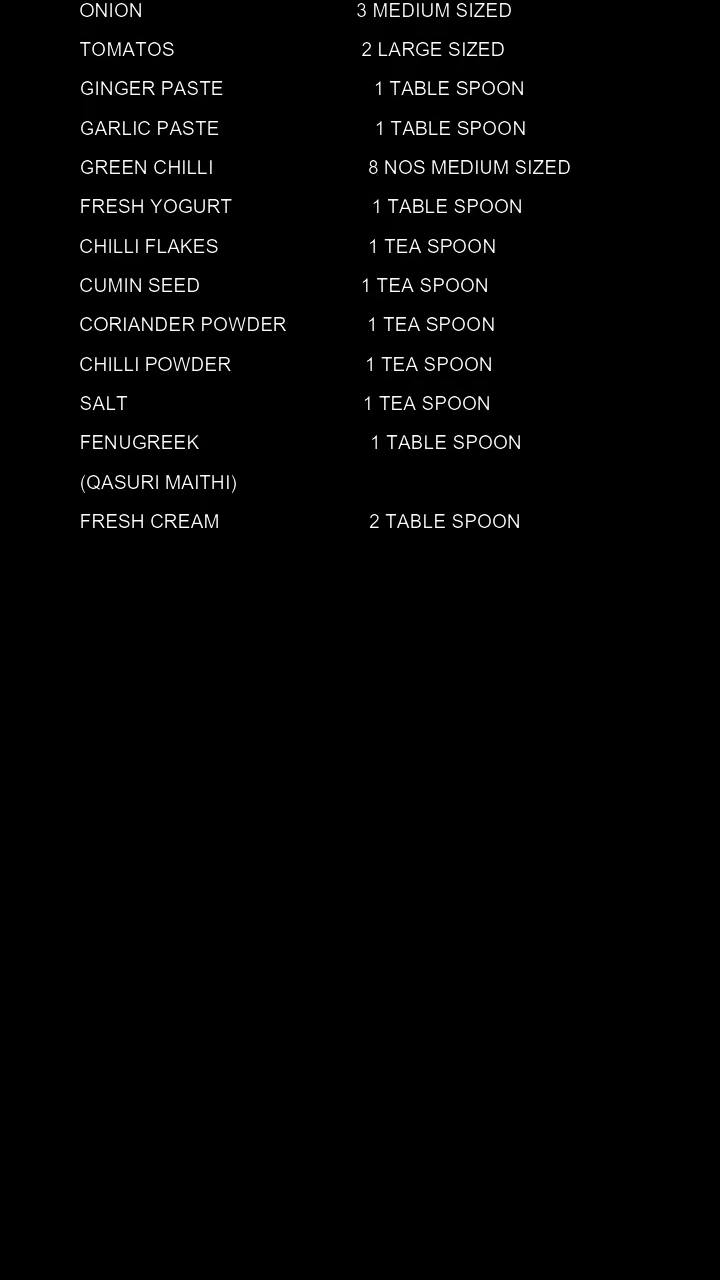 ONION 3 MEDIUM SIZED
TOMATOS 2 LARGE SIZED
GINGER PASTE 1 TABLE SPOON
GARLIC PASTE 1 TABLE SPOON
GREEN CHILLI 8 NOS MEDIUM SIZED
FRESH YOGURT 1 TABLE SPOON
CHILLI FLAKES 1 TEA SPOON
CUMIN SEED 1 TEA SPOON
CORIANDER POWDER 1 TEA SPOON
CHILLI POWDER 1 TEA SPOON
SALT 1 TEA SPOON
FENUGREEK 1 TABLE SPOON
(QASURI MAITHI)
FRESH CREAM 2 TABLE SPOON